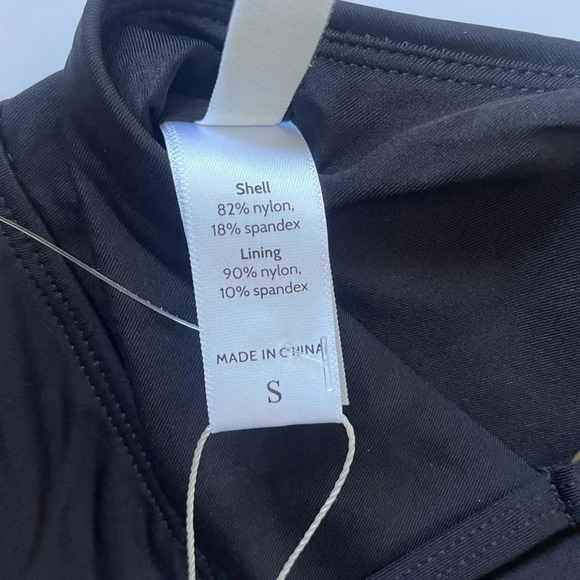 Shell
82% nylon,
18% spandex
Lining
90% nylon,
10% spandex
MADE IN CHINA
S